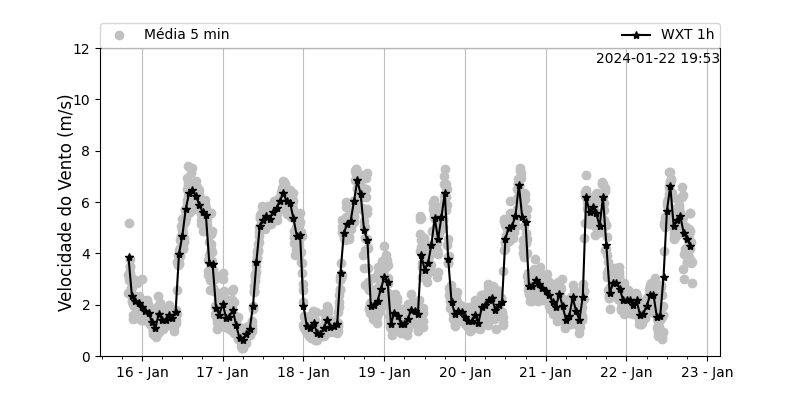 Média 5 min
WXT 1h
2024-01-22 19:53
Velocidade do Vento (m/s)
12
10
8
6
4
2
0
16 - Jan 17 - Jan 18 - Jan 19 - Jan 20 - Jan 21 - Jan 22 - Jan 23 - Jan